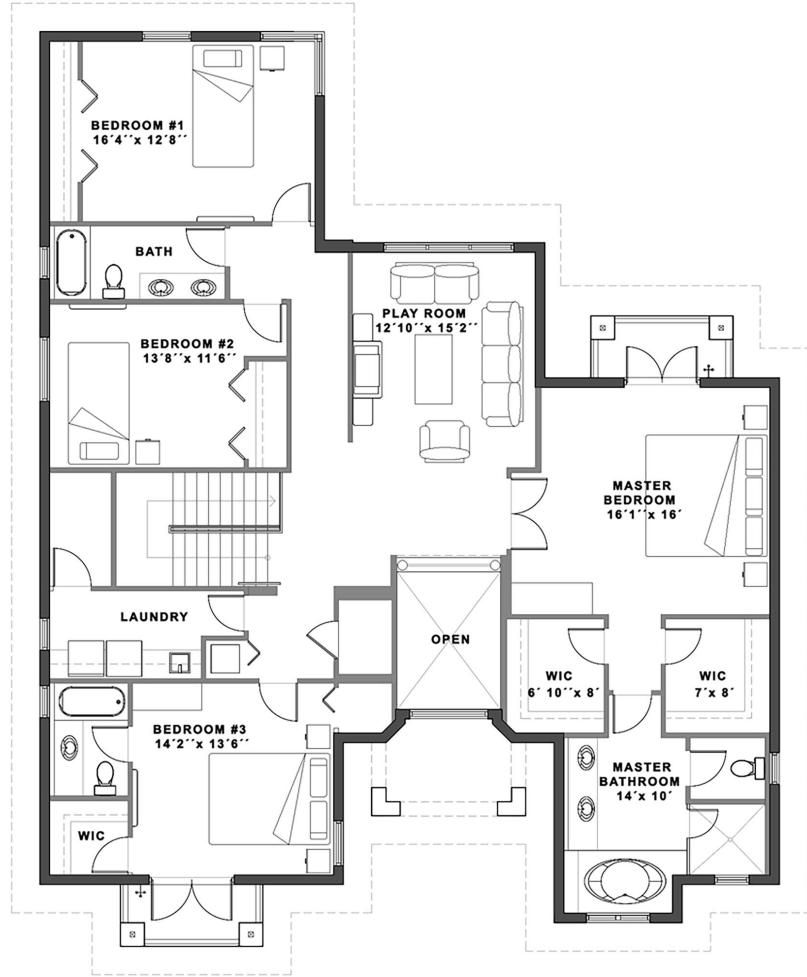 BEDROOM #1
16´4´´x 12´8´´
BATH
PLAY ROOM
12´10´´x 15´2´´
BEDROOM #2
13´8´´x 11´6´´
MASTER
BEDROOM
16´1´´x 16´
LAUNDRY
OPEN
WIC
6´ 10´´x 8´
WIC
7´x 8´
BEDROOM #3
14´2´´x 13´6´´
MASTER
BATHROOM
14´x 10´
WIC